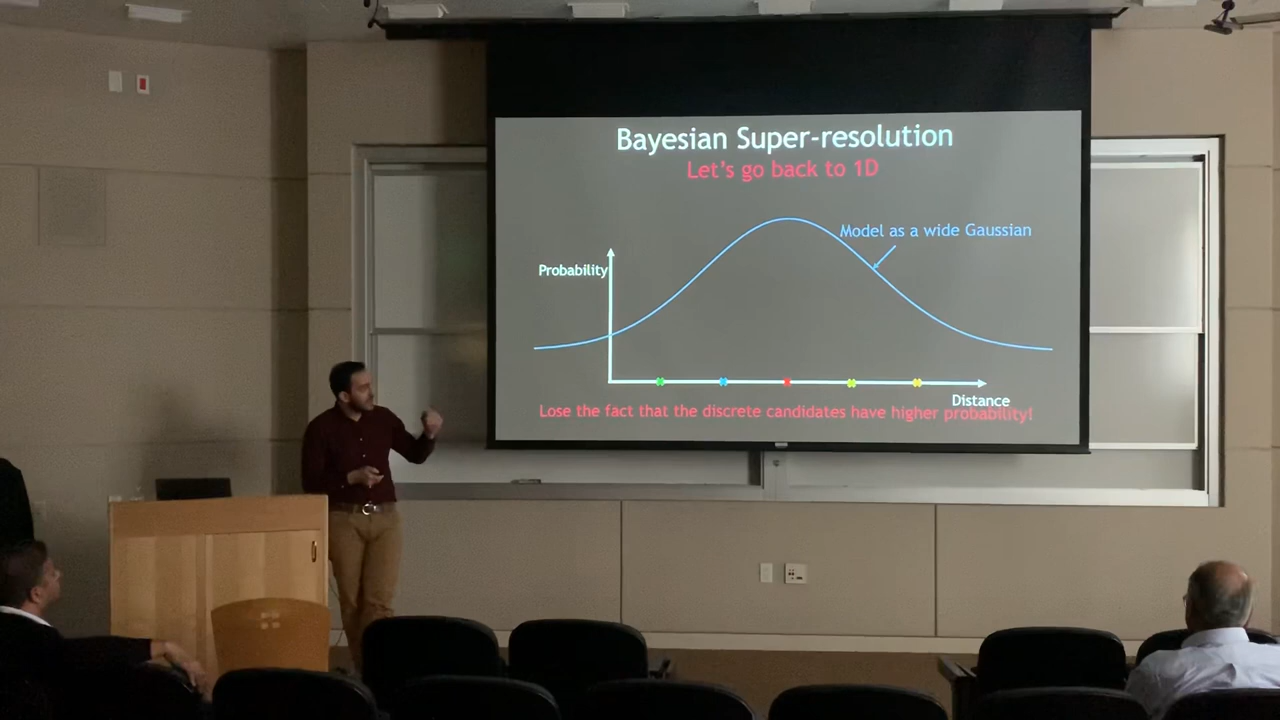 Bayesian Super-resolution
Let's go back to 1D
Model as a wide Gaussian
Probability
Distance
Lose the fact that the discrete candidates have higher probability!